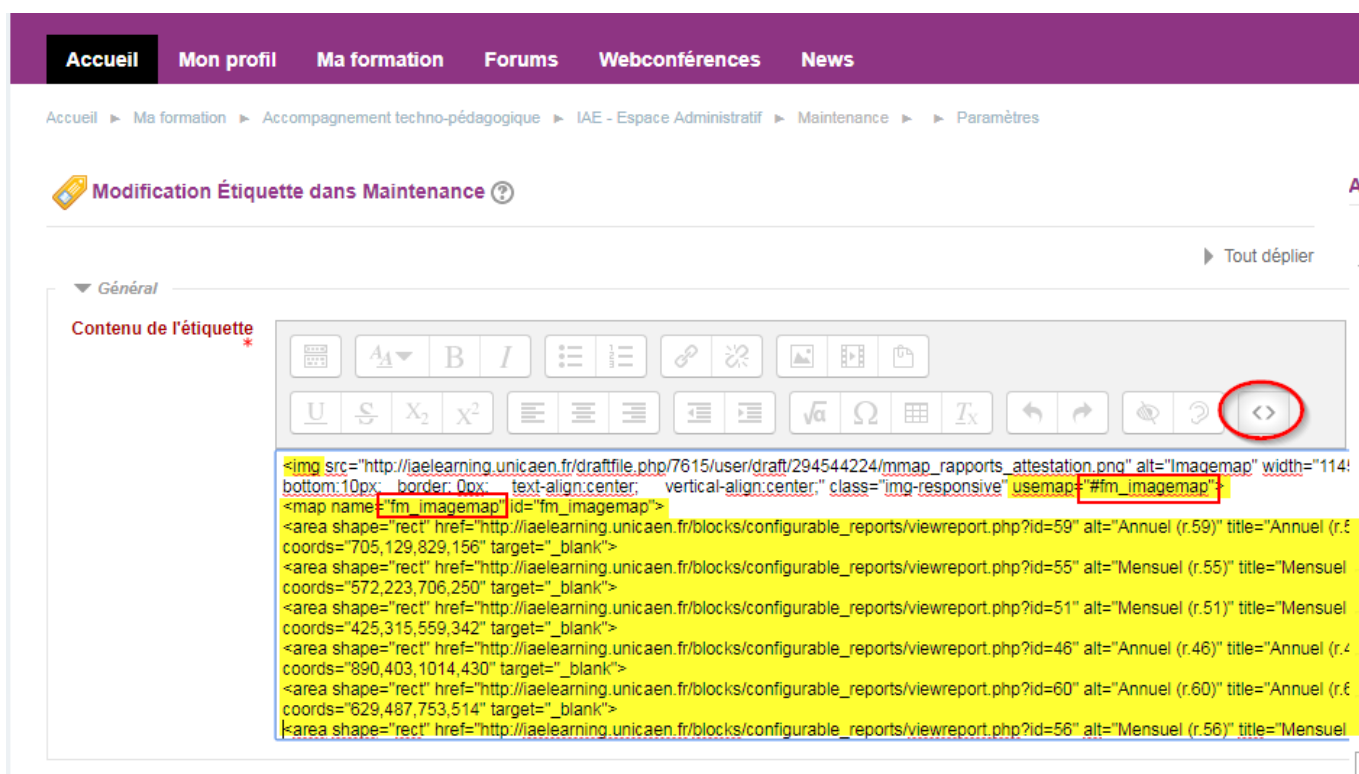 Accueil Mon profil Ma formation Forums Webconférences News
Accueil ► Ma formation ► Accompagnement techno-pédagogique ► IAE - Espace Administratif ► Maintenance ► ► Paramètres
Modification Étiquette dans Maintenance ?
A
Tout déplier
Général
Contenu de l'étiquette *
<img src="http://iaelearning.unicaen.fr/draftfile.php/7615/user/draft/294544224/mmap_rapports_attestation.png" alt="Imagemap" width="114
bottom:10px; border: 0px; text-align:center; vertical-align:center;" class="img-responsive" usemap="#fm_imagemap">
<map name="fm_imagemap" id="fm_imagemap">
<area shape="rect" href="http://iaelearning.unicaen.fr/blocks/configurable_reports/viewreport.php?id=59" alt="Annuel (r.59)" title="Annuel (r.5
coords="705,129,829,156" target="_blank">
<area shape="rect" href="http://iaelearning.unicaen.fr/blocks/configurable_reports/viewreport.php?id=55" alt="Mensuel (r.55)" title="Mensuel
coords="572,223,706,250" target="_blank">
<area shape="rect" href="http://iaelearning.unicaen.fr/blocks/configurable_reports/viewreport.php?id=51" alt="Mensuel (r.51)" title="Mensuel
coords="425,315,559,342" target="_blank">
<area shape="rect" href="http://iaelearning.unicaen.fr/blocks/configurable_reports/viewreport.php?id=46" alt="Annuel (r.46)" title="Annuel (r.4
coords="890,403,1014,430" target="_blank">
<area shape="rect" href="http://iaelearning.unicaen.fr/blocks/configurable_reports/viewreport.php?id=60" alt="Annuel (r.60)" title="Annuel (r.6
coords="629,487,753,514" target="_blank">
<area shape="rect" href="http://iaelearning.unicaen.fr/blocks/configurable_reports/viewreport.php?id=56" alt="Mensuel (r.56)" title="Mensuel